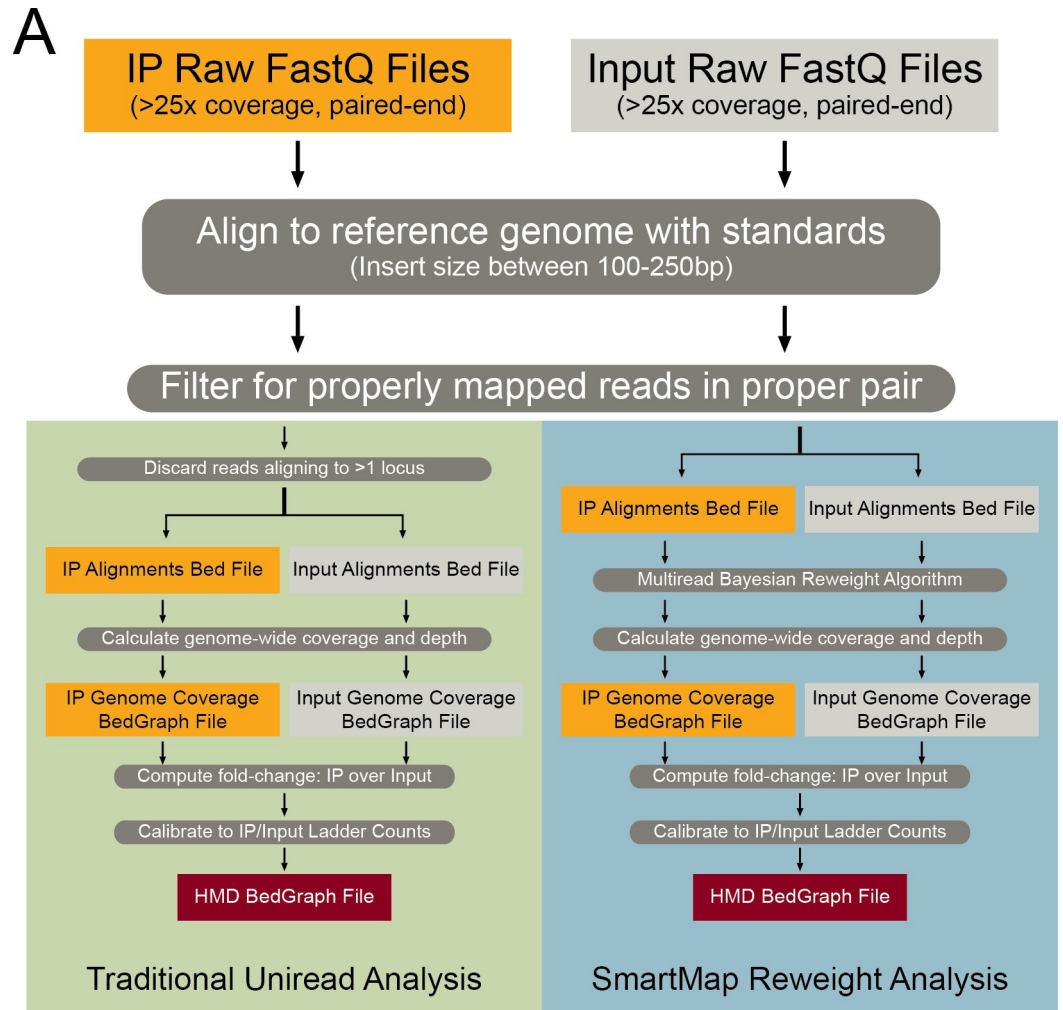 A
IP Raw FastQ Files
(>25x coverage, paired-end)
Input Raw FastQ Files
(>25x coverage, paired-end)
Align to reference genome with standards
(Insert size between 100-250bp)
Filter for properly mapped reads in proper pair
Discard reads aligning to >1 locus
IP Alignments Bed File
Input Alignments Bed File
Calculate genome-wide coverage and depth
IP Genome Coverage
BedGraph File
Input Genome Coverage
BedGraph File
Compute fold-change: IP over Input
Calibrate to IP/Input Ladder Counts
HMD BedGraph File
Traditional Uniread Analysis
IP Alignments Bed File
Input Alignments Bed File
Multiread Bayesian Reweight Algorithm
Calculate genome-wide coverage and depth
IP Genome Coverage
BedGraph File
Input Genome Coverage
BedGraph File
Compute fold-change: IP over Input
Calibrate to IP/Input Ladder Counts
HMD BedGraph File
SmartMap Reweight Analysis